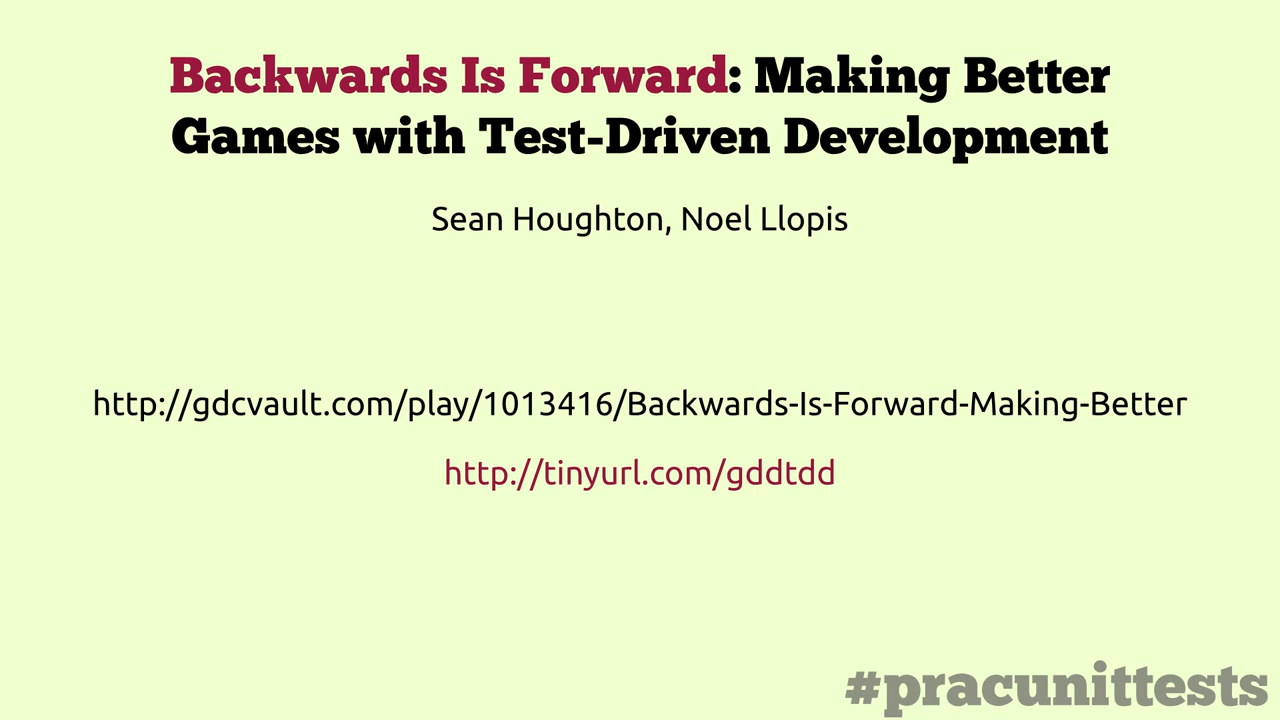 Backwards Is Forward: Making Better
Games with Test-Driven Development
Sean Houghton, Noel Llopis
http://gdcvault.com/play/1013416/Backwards-Is-Forward-Making-Better
http://tinyurl.com/gddtdd
#pracunittests